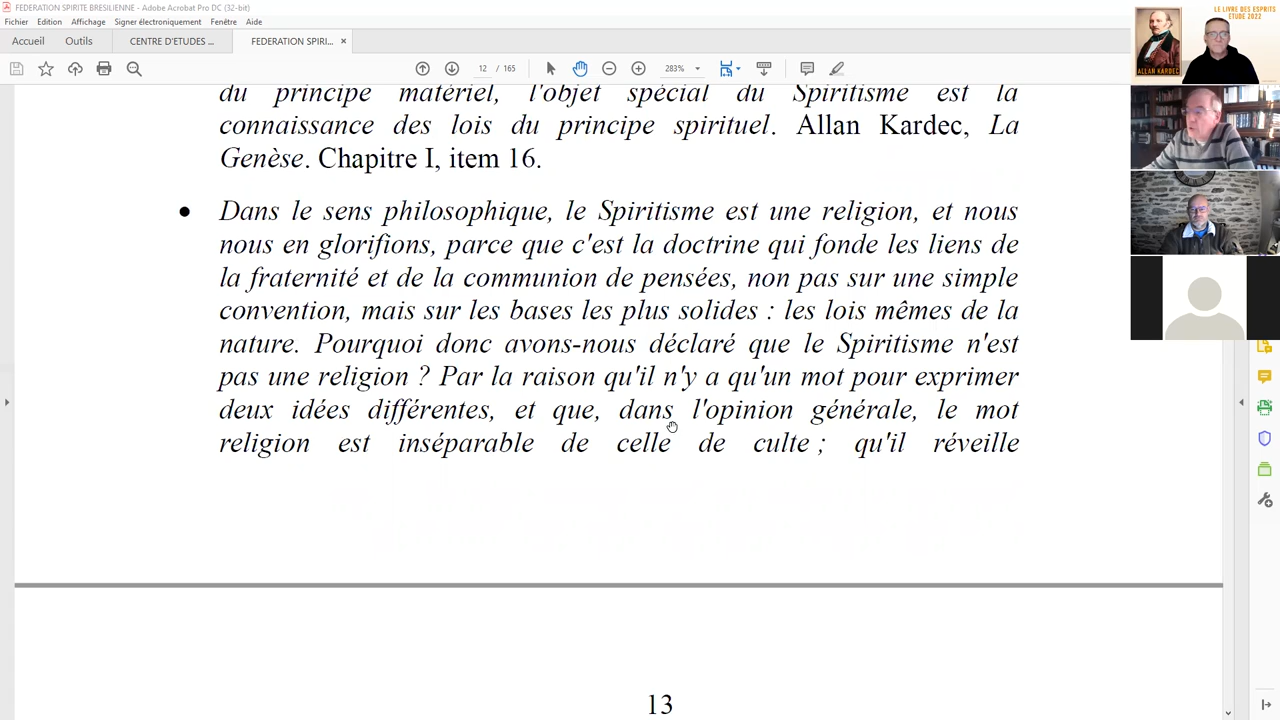 FEDERATION SPIRITE BRESILIENNE - Adobe Acrobat Pro DC (32-bit)
Fichier Edition Affichage Signer électroniquement Fenêtre Aide
Accueil Outils CENTRE D'ETUDES ... FEDERATION SPIRI... ×
12 / 165 283%
du principe matériel, l'objet spécial du Spiritisme est la
connaissance des lois du principe spirituel. Allan Kardec, La
Genèse. Chapitre I, item 16.
• Dans le sens philosophique, le Spiritisme est une religion, et nous
nous en glorifions, parce que c'est la doctrine qui fonde les liens de
la fraternité et de la communion de pensées, non pas sur une simple
convention, mais sur les bases les plus solides : les lois mêmes de la
nature. Pourquoi donc avons-nous déclaré que le Spiritisme n'est
pas une religion ? Par la raison qu'il n'y a qu'un mot pour exprimer
deux idées différentes, et que, dans l'opinion générale, le mot
religion est inséparable de celle de culte ; qu'il réveille
13
LE LIVRE DES ESPRITS
ETUDE 2022
ALLAN KARDEC